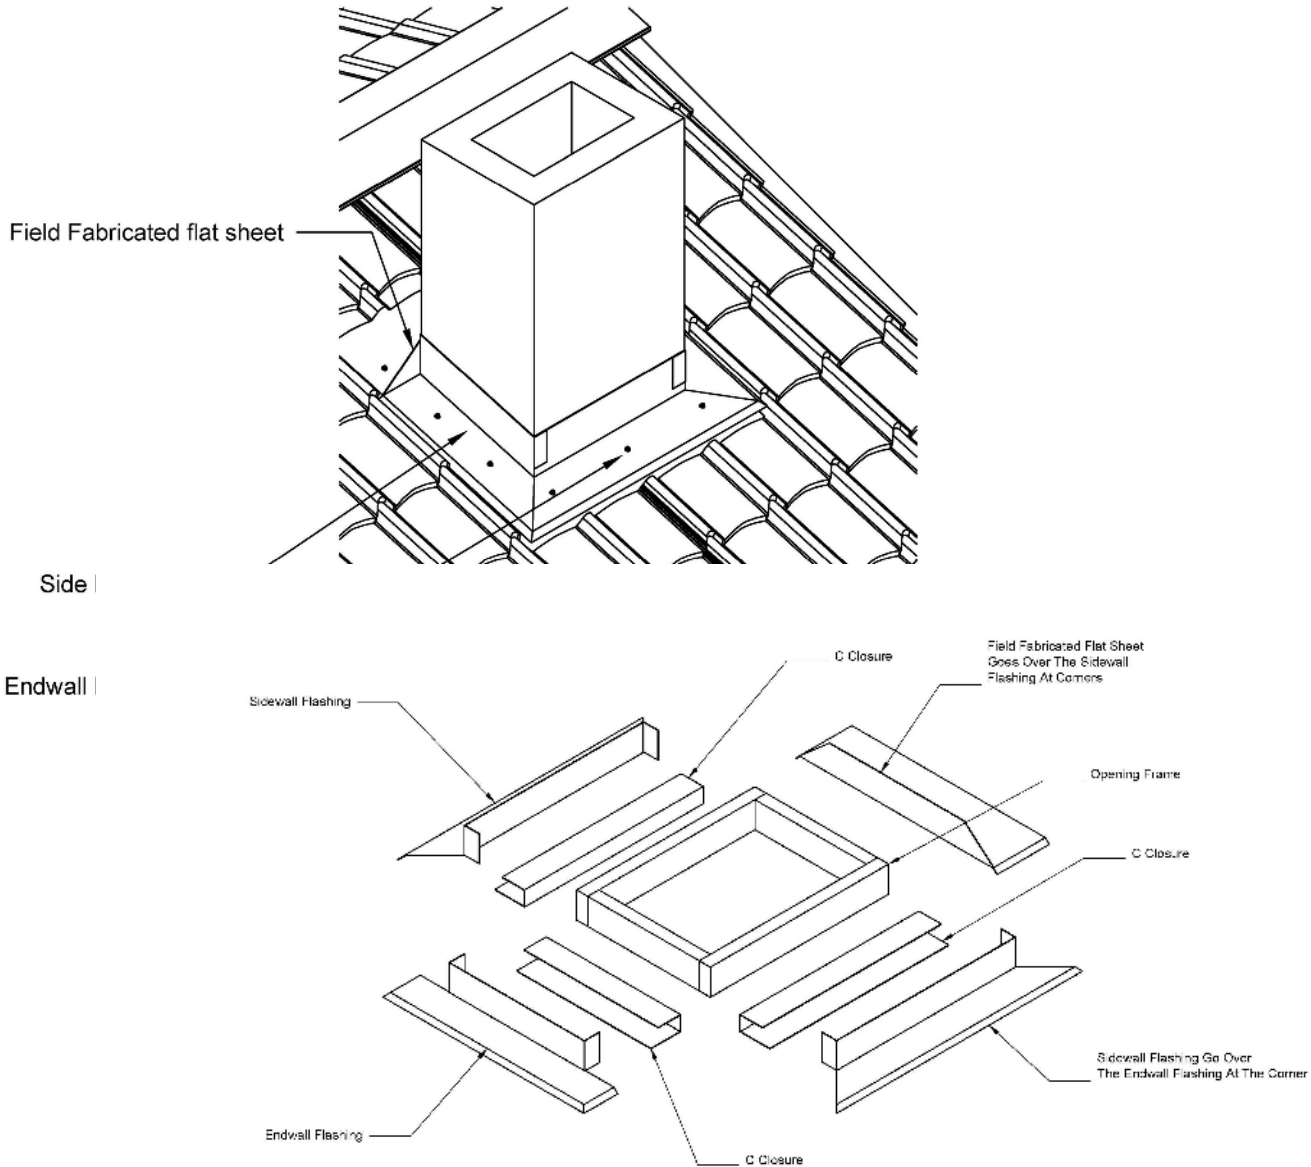 Field Fabricated flat sheet
Side
Endwall
C Closure
Field Fabricated Flat Sheet
Goes Over The Sidewall
Flashing At Corners
Sidewall Flashing
Opening Frame
C Closure
Sidewall Flashing Go Over
The Endwall Flashing At The Corner
Endwall Flashing
C Closure